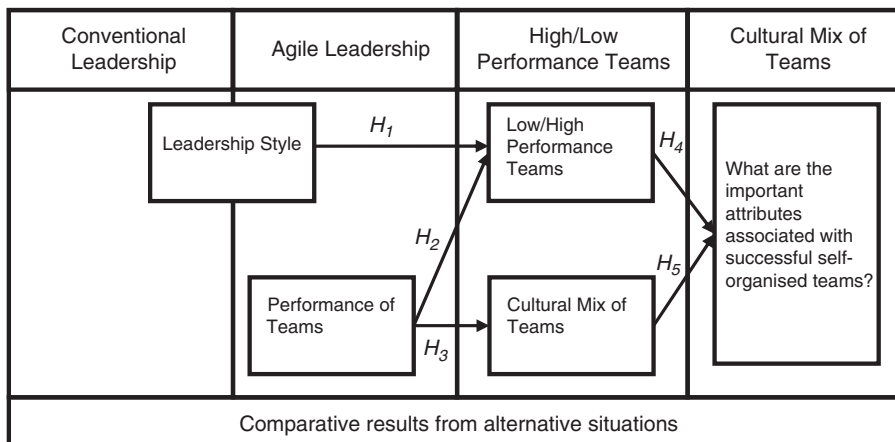 Conventional
Leadership
Agile Leadership
High/Low
Performance Teams
Cultural Mix of
Teams
Leadership Style
H1
Low/High
Performance
Teams
H4
What are the
important
attributes
associated with
successful self-
organised teams?
H2
H5
Performance of
Teams
H3
Cultural Mix of
Teams
Comparative results from alternative situations